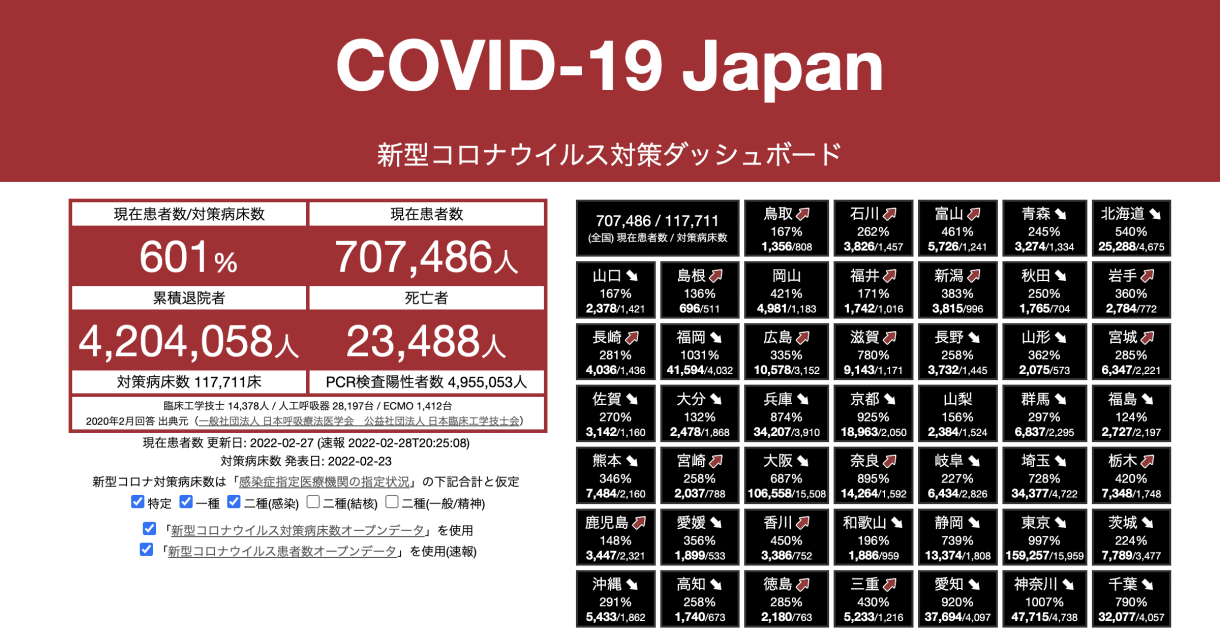 COVID-19 Japan
新型コロナウイルス対策ダッシュボード
現在患者数/対策病床数
現在患者数
601%
707,486人
累積退院者
死亡者
4,204,058人
23,488人
対策病床数 117,711床
PCR検査陽性者数 4,955,053人
臨床工学技士 14,378人 / 人工呼吸器 28,197台 / ECMO 1,412台
2020年2月回答 出典元（一般社団法人 日本呼吸療法医学会　公益社団法人 日本臨床工学技士会）
現在患者数 更新日: 2022-02-27 (速報 2022-02-28T20:25:08)
対策病床数 発表日: 2022-02-23
新型コロナ対策病床数は「感染症指定医療機関の指定状況」の下記合計と仮定
特定 一種 二種(感染) 二種(結核) 二種(一般/精神)
「新型コロナウイルス対策病床数オープンデータ」を使用
「新型コロナウイルス患者数オープンデータ」を使用(速報)
707,486 / 117,711
(全国) 現在患者数 / 対策病床数
鳥取
167%
1,356/808
石川
262%
3,826/1,457
富山
461%
5,726/1,241
青森
245%
3,274/1,334
北海道
540%
25,288/4,675
山口
167%
2,378/1,421
島根
136%
696/511
岡山
421%
4,981/1,183
福井
171%
1,742/1,016
新潟
383%
3,815/996
秋田
250%
1,765/704
岩手
360%
2,784/772
長崎
281%
4,036/1,436
福岡
1031%
41,594/4,032
広島
335%
10,578/3,152
滋賀
780%
9,143/1,171
長野
258%
3,732/1,445
山形
362%
2,075/573
宮城
285%
6,347/2,221
佐賀
270%
3,142/1,160
大分
132%
2,478/1,868
兵庫
874%
34,207/3,910
京都
925%
18,963/2,050
山梨
156%
2,384/1,524
群馬
297%
6,837/2,295
福島
124%
2,727/2,197
熊本
346%
7,484/2,160
宮崎
258%
2,037/788
大阪
687%
106,558/15,508
奈良
895%
14,264/1,592
岐阜
227%
6,434/2,826
埼玉
728%
34,377/4,722
栃木
420%
7,348/1,748
鹿児島
148%
3,447/2,321
愛媛
356%
1,899/533
香川
450%
3,386/752
和歌山
196%
1,886/959
静岡
739%
13,374/1,808
東京
997%
159,257/15,959
茨城
224%
7,789/3,477
沖縄
291%
5,433/1,862
高知
258%
1,740/673
徳島
285%
2,180/763
三重
430%
5,233/1,216
愛知
920%
37,694/4,097
神奈川
1007%
47,715/4,738
千葉
790%
32,077/4,057